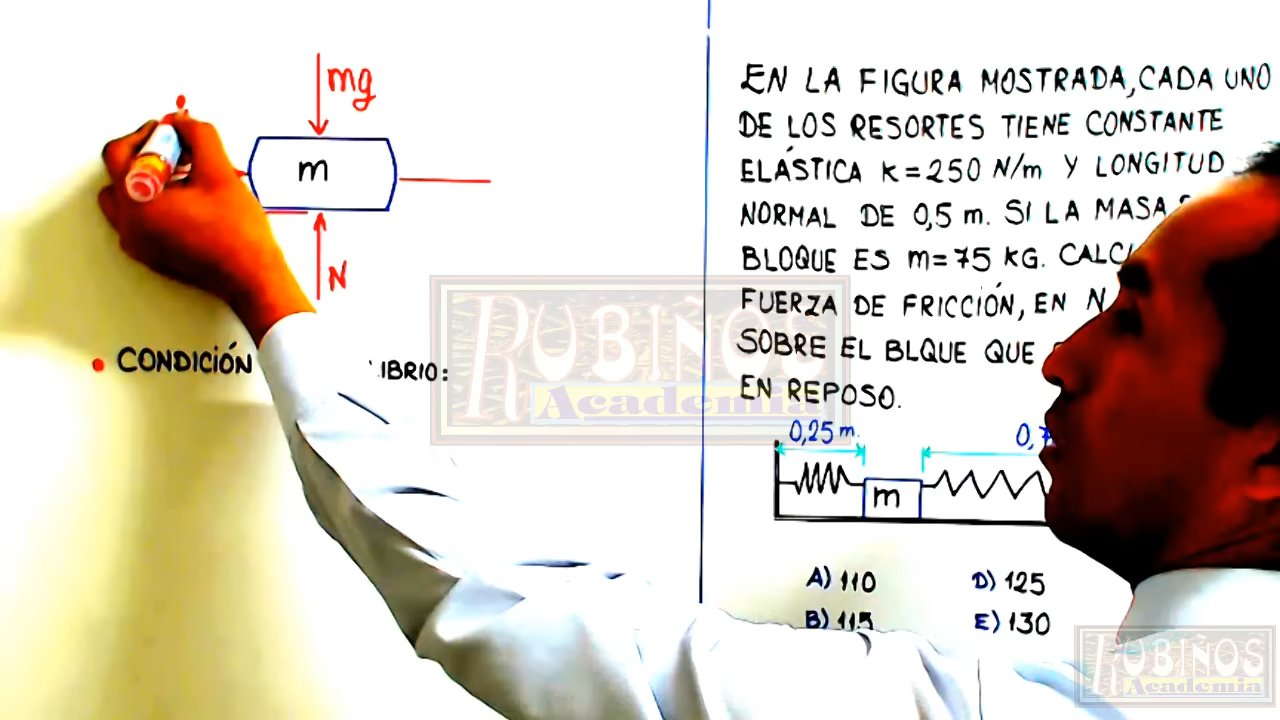 mg
m
N
• CONDICIÓN
LIBRIO:
EN LA FIGURA MOSTRADA, CADA UNO
DE LOS RESORTES TIENE CONSTANTE
ELÁSTICA K=250 N/m Y LONGITUD
NORMAL DE 0,5 m. SI LA MASA
BLOQUE ES m=75 KG. CALC
FUERZA DE FRICCIÓN, EN N
SOBRE EL BLQUE QUE
EN REPOSO.
0,25 m. 0,7
m
A) 110 D) 125
B) 115 E) 130
RUBIÑOS
Academia
RUBIÑOS
Academia